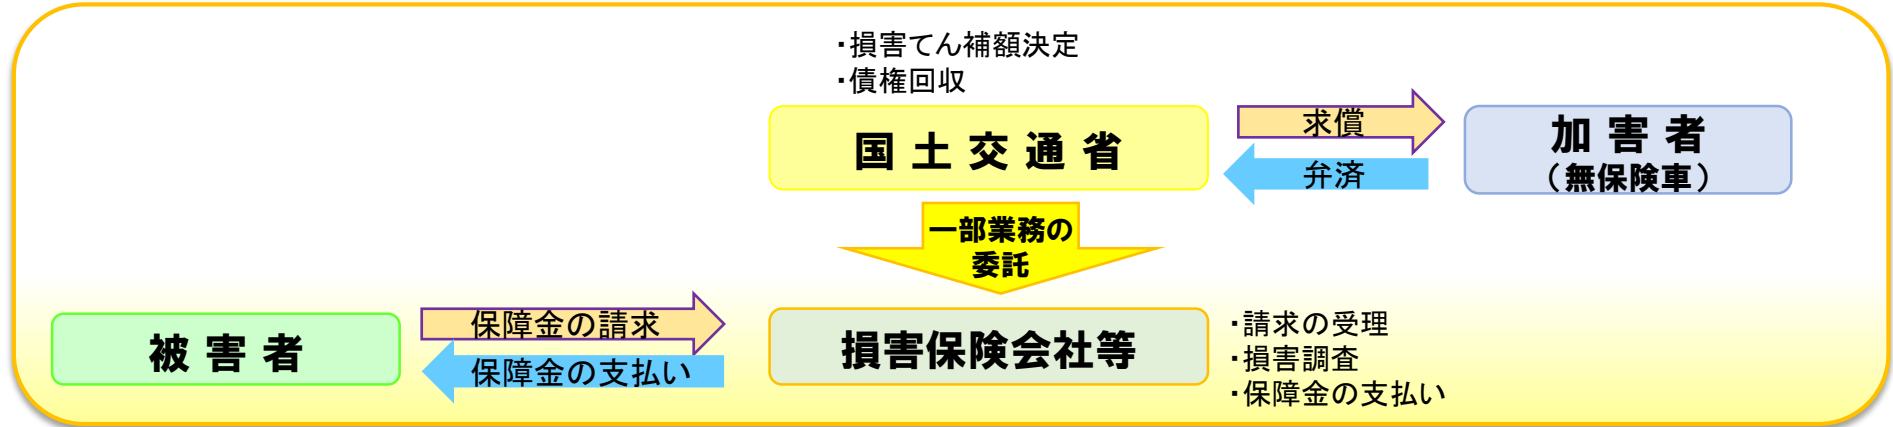 ・損害てん補額決定
・債権回収
国土交通省
求償
弁済
加害者
（無保険車）
一部業務の
委託
被害者
保障金の請求
保障金の支払い
損害保険会社等
・請求の受理
・損害調査
・保障金の支払い